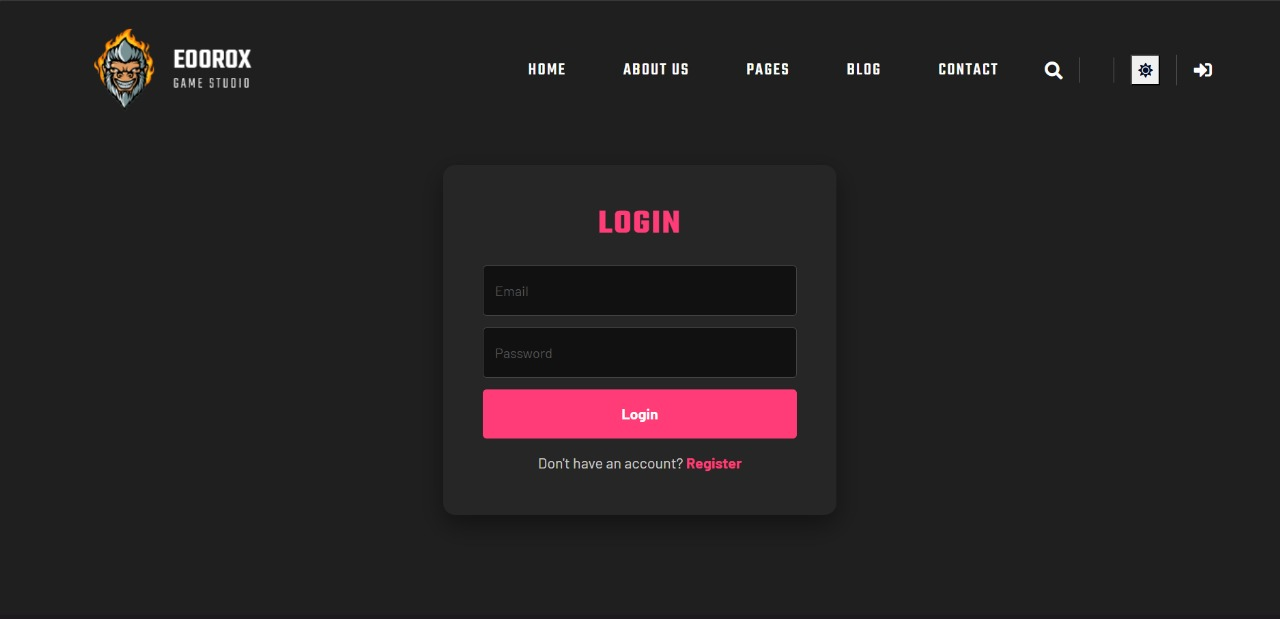 EOOROX
GAME STUDIO
HOME ABOUT US PAGES BLOG CONTACT
LOGIN
Email
Password
Login
Don't have an account? Register